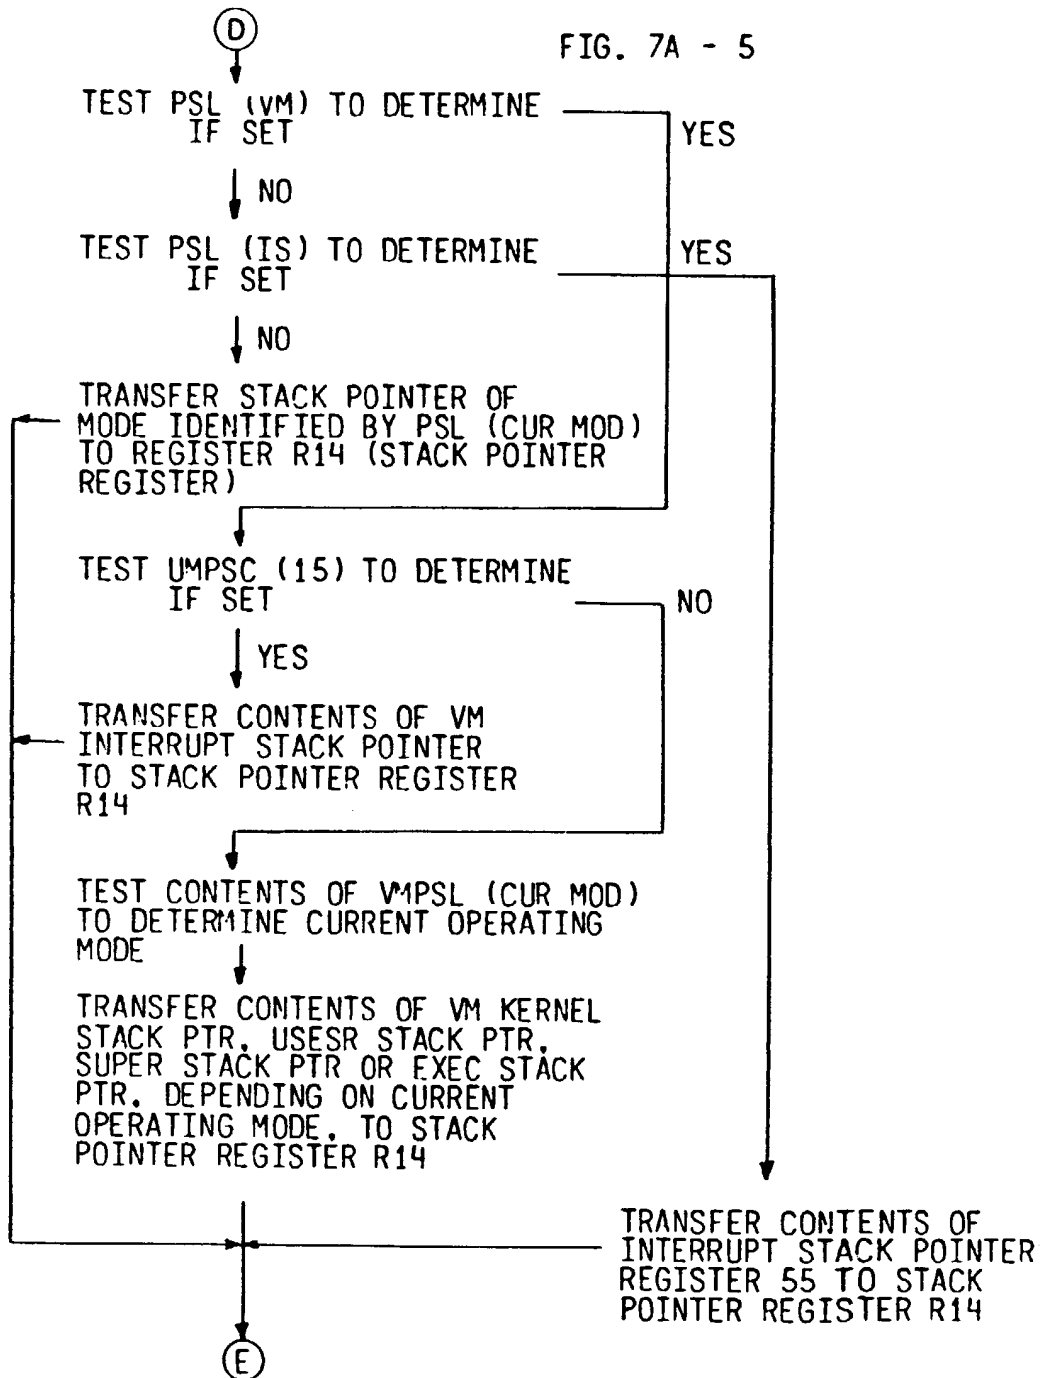 D
FIG. 7A - 5
TEST PSL (VM) TO DETERMINE
IF SET
YES
NO
TEST PSL (IS) TO DETERMINE
IF SET
YES
NO
TRANSFER STACK POINTER OF
MODE IDENTIFIED BY PSL (CUR MOD)
TO REGISTER R14 (STACK POINTER
REGISTER)
TEST UMPSC (15) TO DETERMINE
IF SET
NO
YES
TRANSFER CONTENTS OF VM
INTERRUPT STACK POINTER
TO STACK POINTER REGISTER
R14
TEST CONTENTS OF VMPSL (CUR MOD)
TO DETERMINE CURRENT OPERATING
MODE
TRANSFER CONTENTS OF VM KERNEL
STACK PTR, USESR STACK PTR,
SUPER STACK PTR OR EXEC STACK
PTR, DEPENDING ON CURRENT
OPERATING MODE, TO STACK
POINTER REGISTER R14
TRANSFER CONTENTS OF
INTERRUPT STACK POINTER
REGISTER 55 TO STACK
POINTER REGISTER R14
E